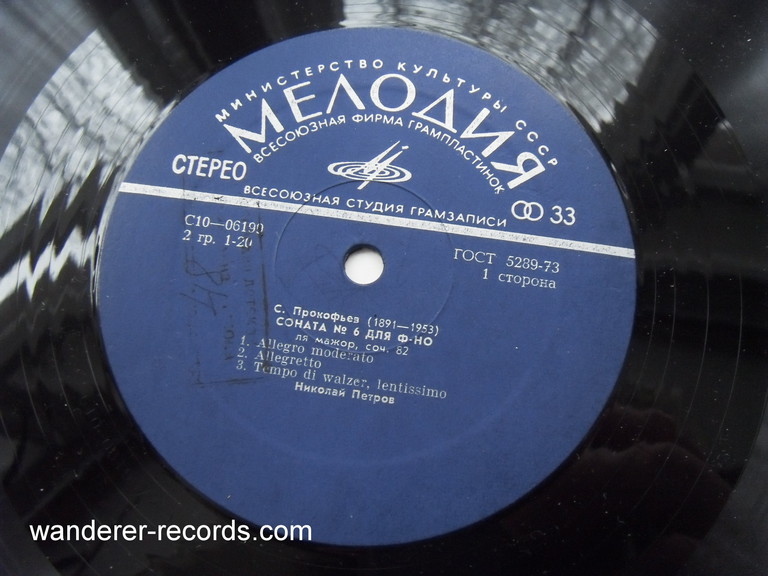 МИНИСТЕРСТВО КУЛЬТУРЫ СССР
МЕЛОДИЯ
ВСЕСОЮЗНАЯ ФИРМА ГРАМПЛАСТИНОК
СТЕРЕО
ВСЕСОЮЗНАЯ СТУДИЯ ГРАМЗАПИСИ
33
С10—06190
2 гр. 1-20
ГОСТ 5289-73
1 сторона
С. Прокофьев (1891—1953)
СОНАТА № 6 ДЛЯ Ф-НО
ля мажор, соч. 82
1. Allegro moderato
2. Allegretto
3. Tempo di walzer, lentissimo
Николай Петров
wanderer-records.com